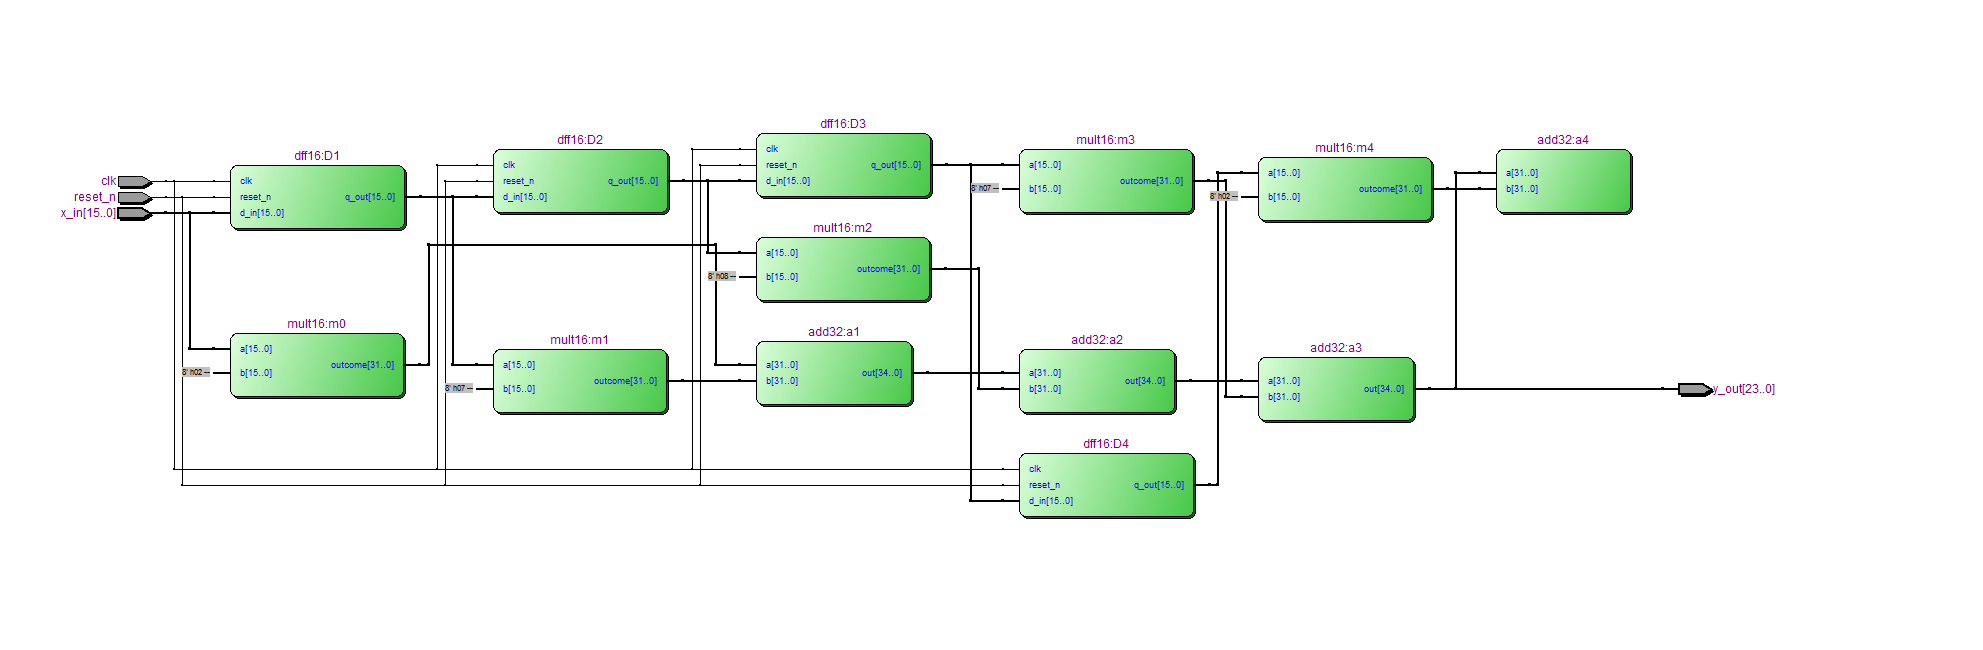 clk
reset_n
x_in[15..0]
dff16:D1
clk
reset_n
d_in[15..0]
q_out[15..0]
mult16:m0
a[15..0]
8' h02
b[15..0]
outcome[31..0]
dff16:D2
clk
reset_n
d_in[15..0]
q_out[15..0]
mult16:m1
a[15..0]
8' h07
b[15..0]
outcome[31..0]
dff16:D3
clk
reset_n
d_in[15..0]
q_out[15..0]
mult16:m2
a[15..0]
8' h08
b[15..0]
outcome[31..0]
add32:a1
a[31..0]
b[31..0]
out[34..0]
mult16:m3
a[15..0]
8' h07
b[15..0]
outcome[31..0]
add32:a2
a[31..0]
b[31..0]
out[34..0]
dff16:D4
clk
reset_n
d_in[15..0]
q_out[15..0]
mult16:m4
a[15..0]
8' h02
b[15..0]
outcome[31..0]
add32:a3
a[31..0]
b[31..0]
out[34..0]
add32:a4
a[31..0]
b[31..0]
y_out[23..0]